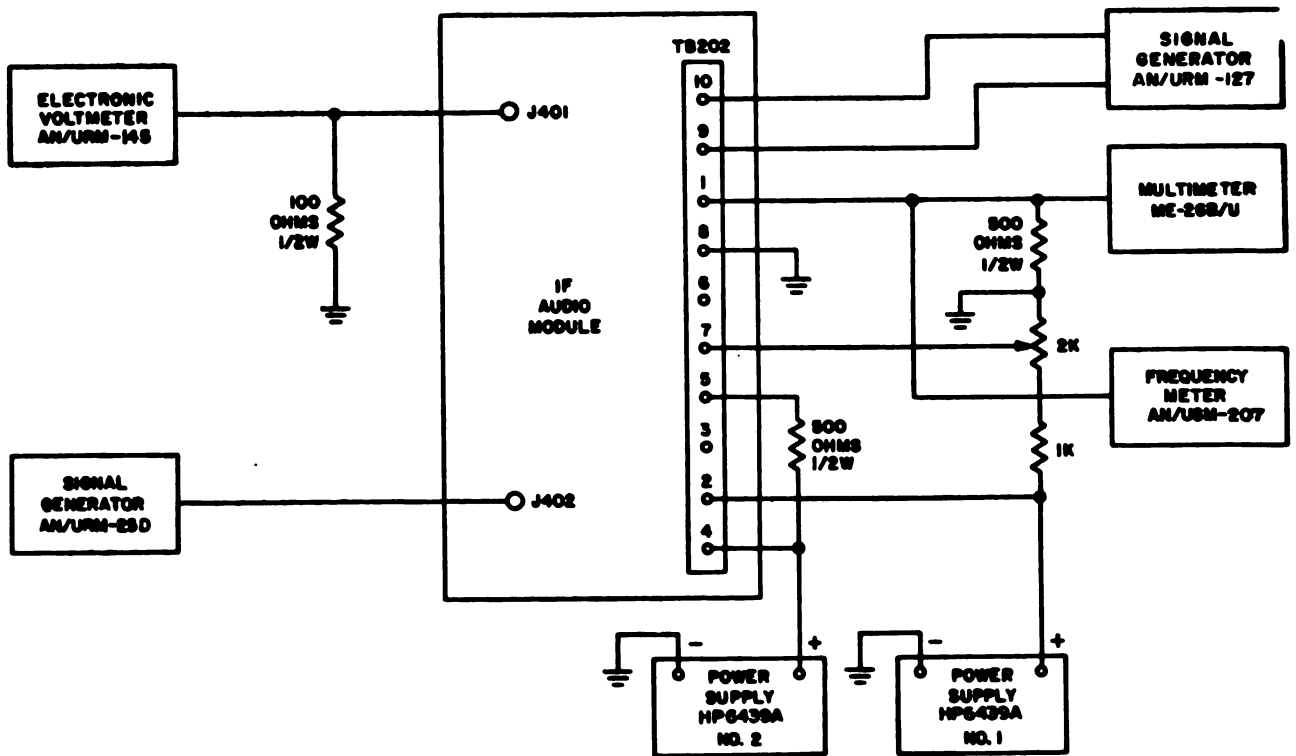 TB202
SIGNAL
GENERATOR
AN/URM-127
ELECTRONIC
VOLTMETER
AN/URM-145
J401
10
9
1
8
6
7
5
3
2
4
100
OHMS
1/2W
MULTIMETER
ME-26B/U
500
OHMS
1/2W
IF
AUDIO
MODULE
2K
FREQUENCY
METER
AN/USM-207
500
OHMS
1/2W
1K
SIGNAL
GENERATOR
AN/URM-25D
J402
- +
POWER
SUPPLY
HP6439A
NO. 2
- +
POWER
SUPPLY
HP6439A
NO. 1